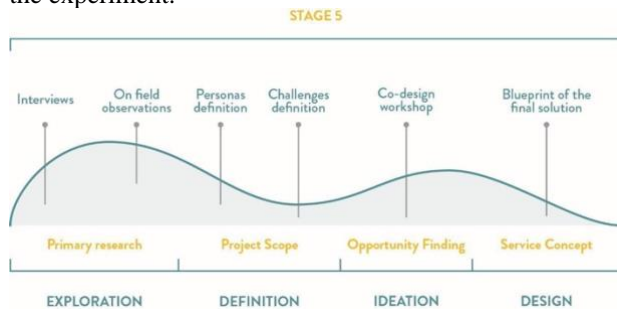 the experiment.
STAGE 5
Interviews
On field
observations
Personas
definition
Challenges
definition
Co-design
workshop
Blueprint of the
final solution
Primary research
Project Scope
Opportunity Finding
Service Concept
EXPLORATION
DEFINITION
IDEATION
DESIGN